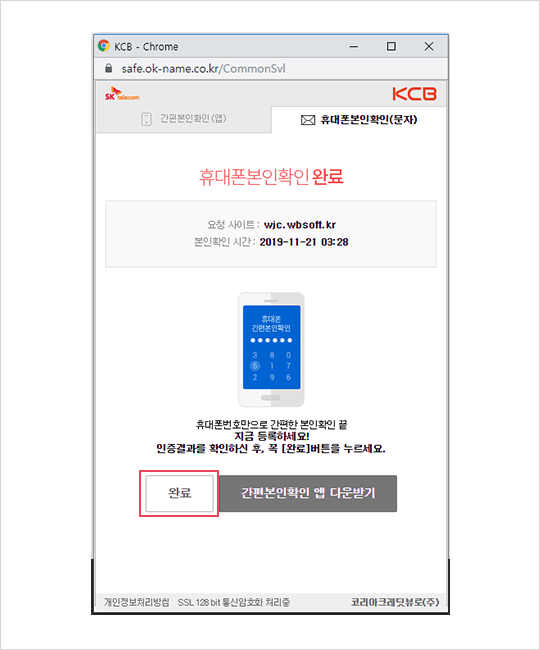 KCB - Chrome
safe.ok-name.co.kr/CommonSvl
SK telecom
KCB
간편본인확인(앱)
휴대폰본인확인(문자)
휴대폰본인확인 완료
요청 사이트 : wjc.wbsoft.kr
본인확인 시간 : 2019-11-21 03:28
휴대폰
간편본인확인
3 8 0
5 1 7
2 9 6
휴대폰번호만으로 간편한 본인확인 끝
지금 등록하세요!
인증결과를 확인하신 후, 꼭 [완료]버튼을 누르세요.
완료
간편본인확인 앱 다운받기
개인정보처리방침 SSL 128 bit 통신암호화 처리중
코리아크레딧뷰로(주)